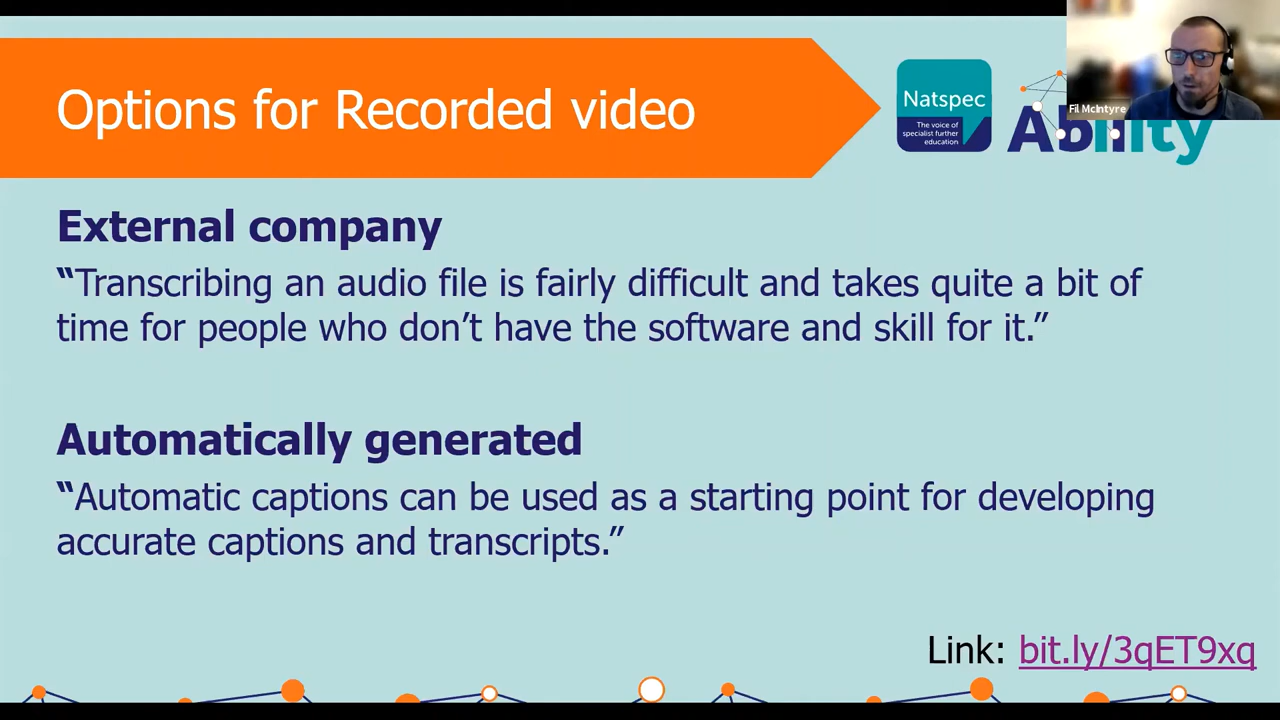 Options for Recorded video
Natspec
The voice of
specialist further
education
Ability
Fil McIntyre
External company
“Transcribing an audio file is fairly difficult and takes quite a bit of
time for people who don’t have the software and skill for it.”
Automatically generated
“Automatic captions can be used as a starting point for developing
accurate captions and transcripts.”
Link: bit.ly/3qET9xq